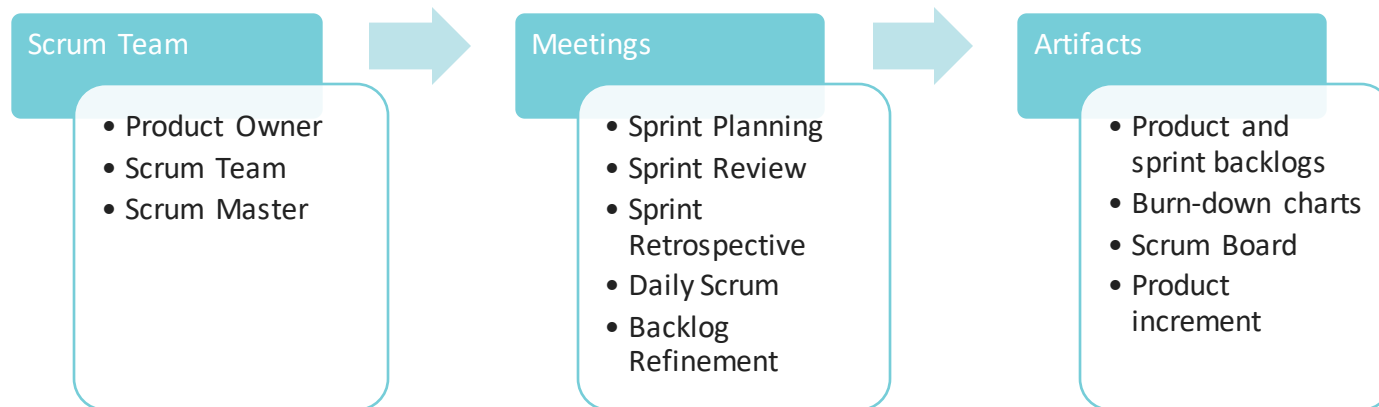 Scrum Team
• Product Owner
• Scrum Team
• Scrum Master
Meetings
• Sprint Planning
• Sprint Review
• Sprint
Retrospective
• Daily Scrum
• Backlog
Refinement
Artifacts
• Product and
sprint backlogs
• Burn-down charts
• Scrum Board
• Product
increment